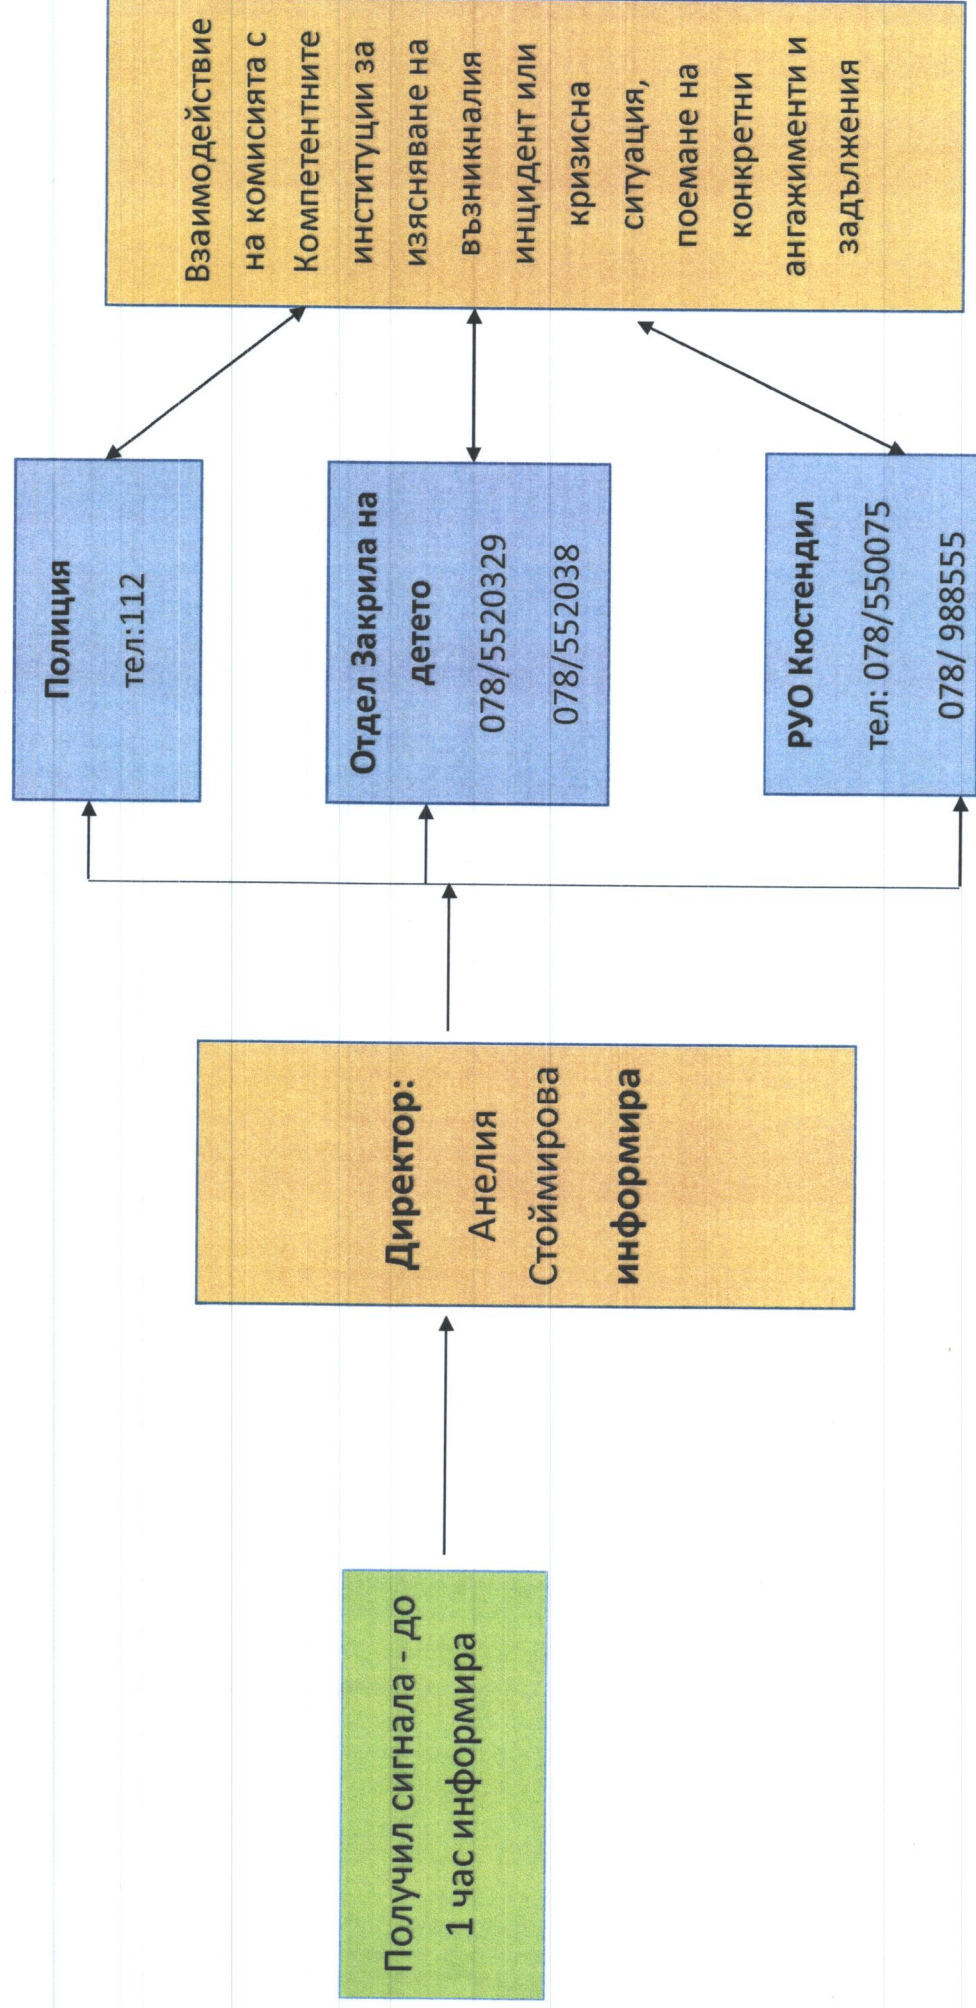 Получил сигнала - до
1 час информира
Директор:
Анелия
Стоймирова
информира
Полиция
тел:112
Отдел Закрила на
детето
078/5520329
078/552038
РУО Кюстендил
тел: 078/550075
078/ 988555
Взаимодействие
на комисията с
Компетентните
институции за
изясняване на
възникналия
инцидент или
кризисна
ситуация,
поемане на
конкретни
ангажименти и
задължения